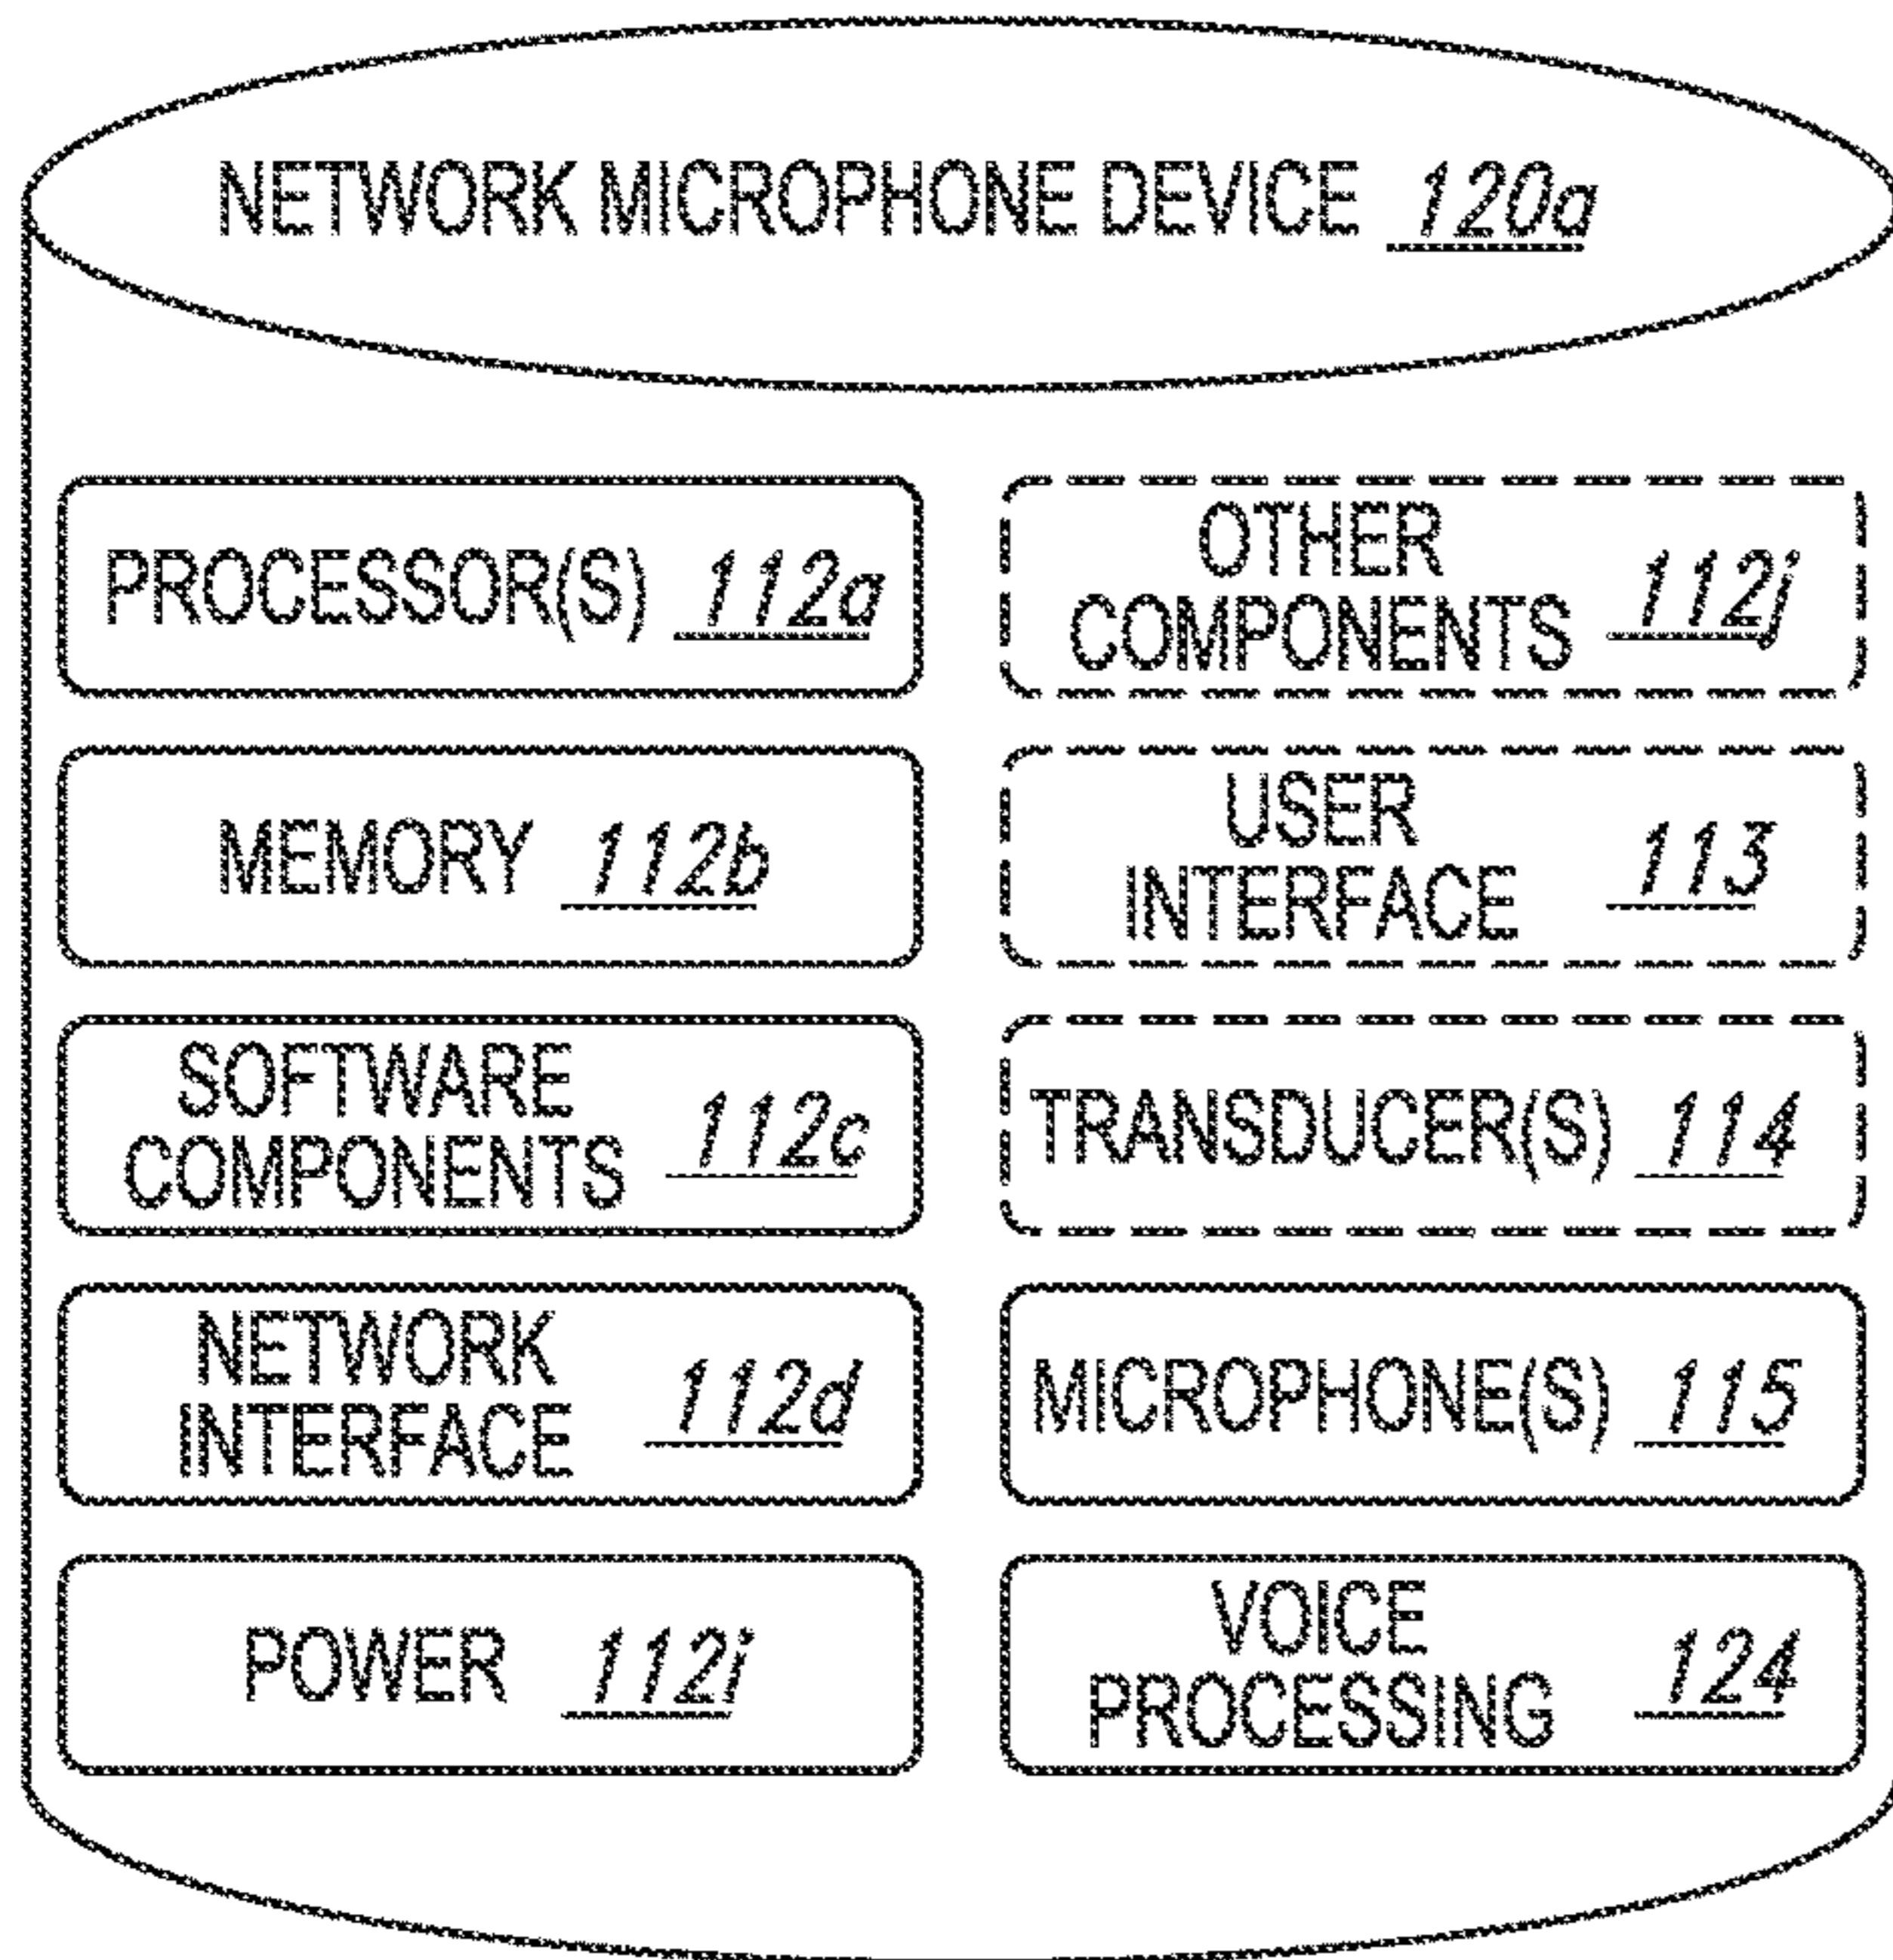 NETWORK MICROPHONE DEVICE 120a
PROCESSOR(S) 112a
MEMORY 112b
SOFTWARE
COMPONENTS 112c
NETWORK
INTERFACE 112d
POWER 112i
OTHER
COMPONENTS 112j
USER
INTERFACE 113
TRANSDUCER(S) 114
MICROPHONE(S) 115
VOICE
PROCESSING 124